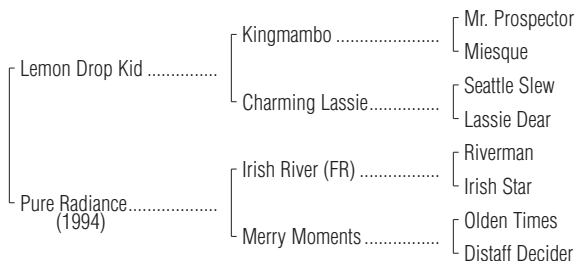 Mr. Prospector
Kingmambo .....................
Miesque
Lemon Drop Kid ..............
Seattle Slew
Charming Lassie..............
Lassie Dear
Riverman
Irish River (FR) ................
Irish Star
Pure Radiance..................
(1994)
Olden Times
Merry Moments ...............
Distaff Decider